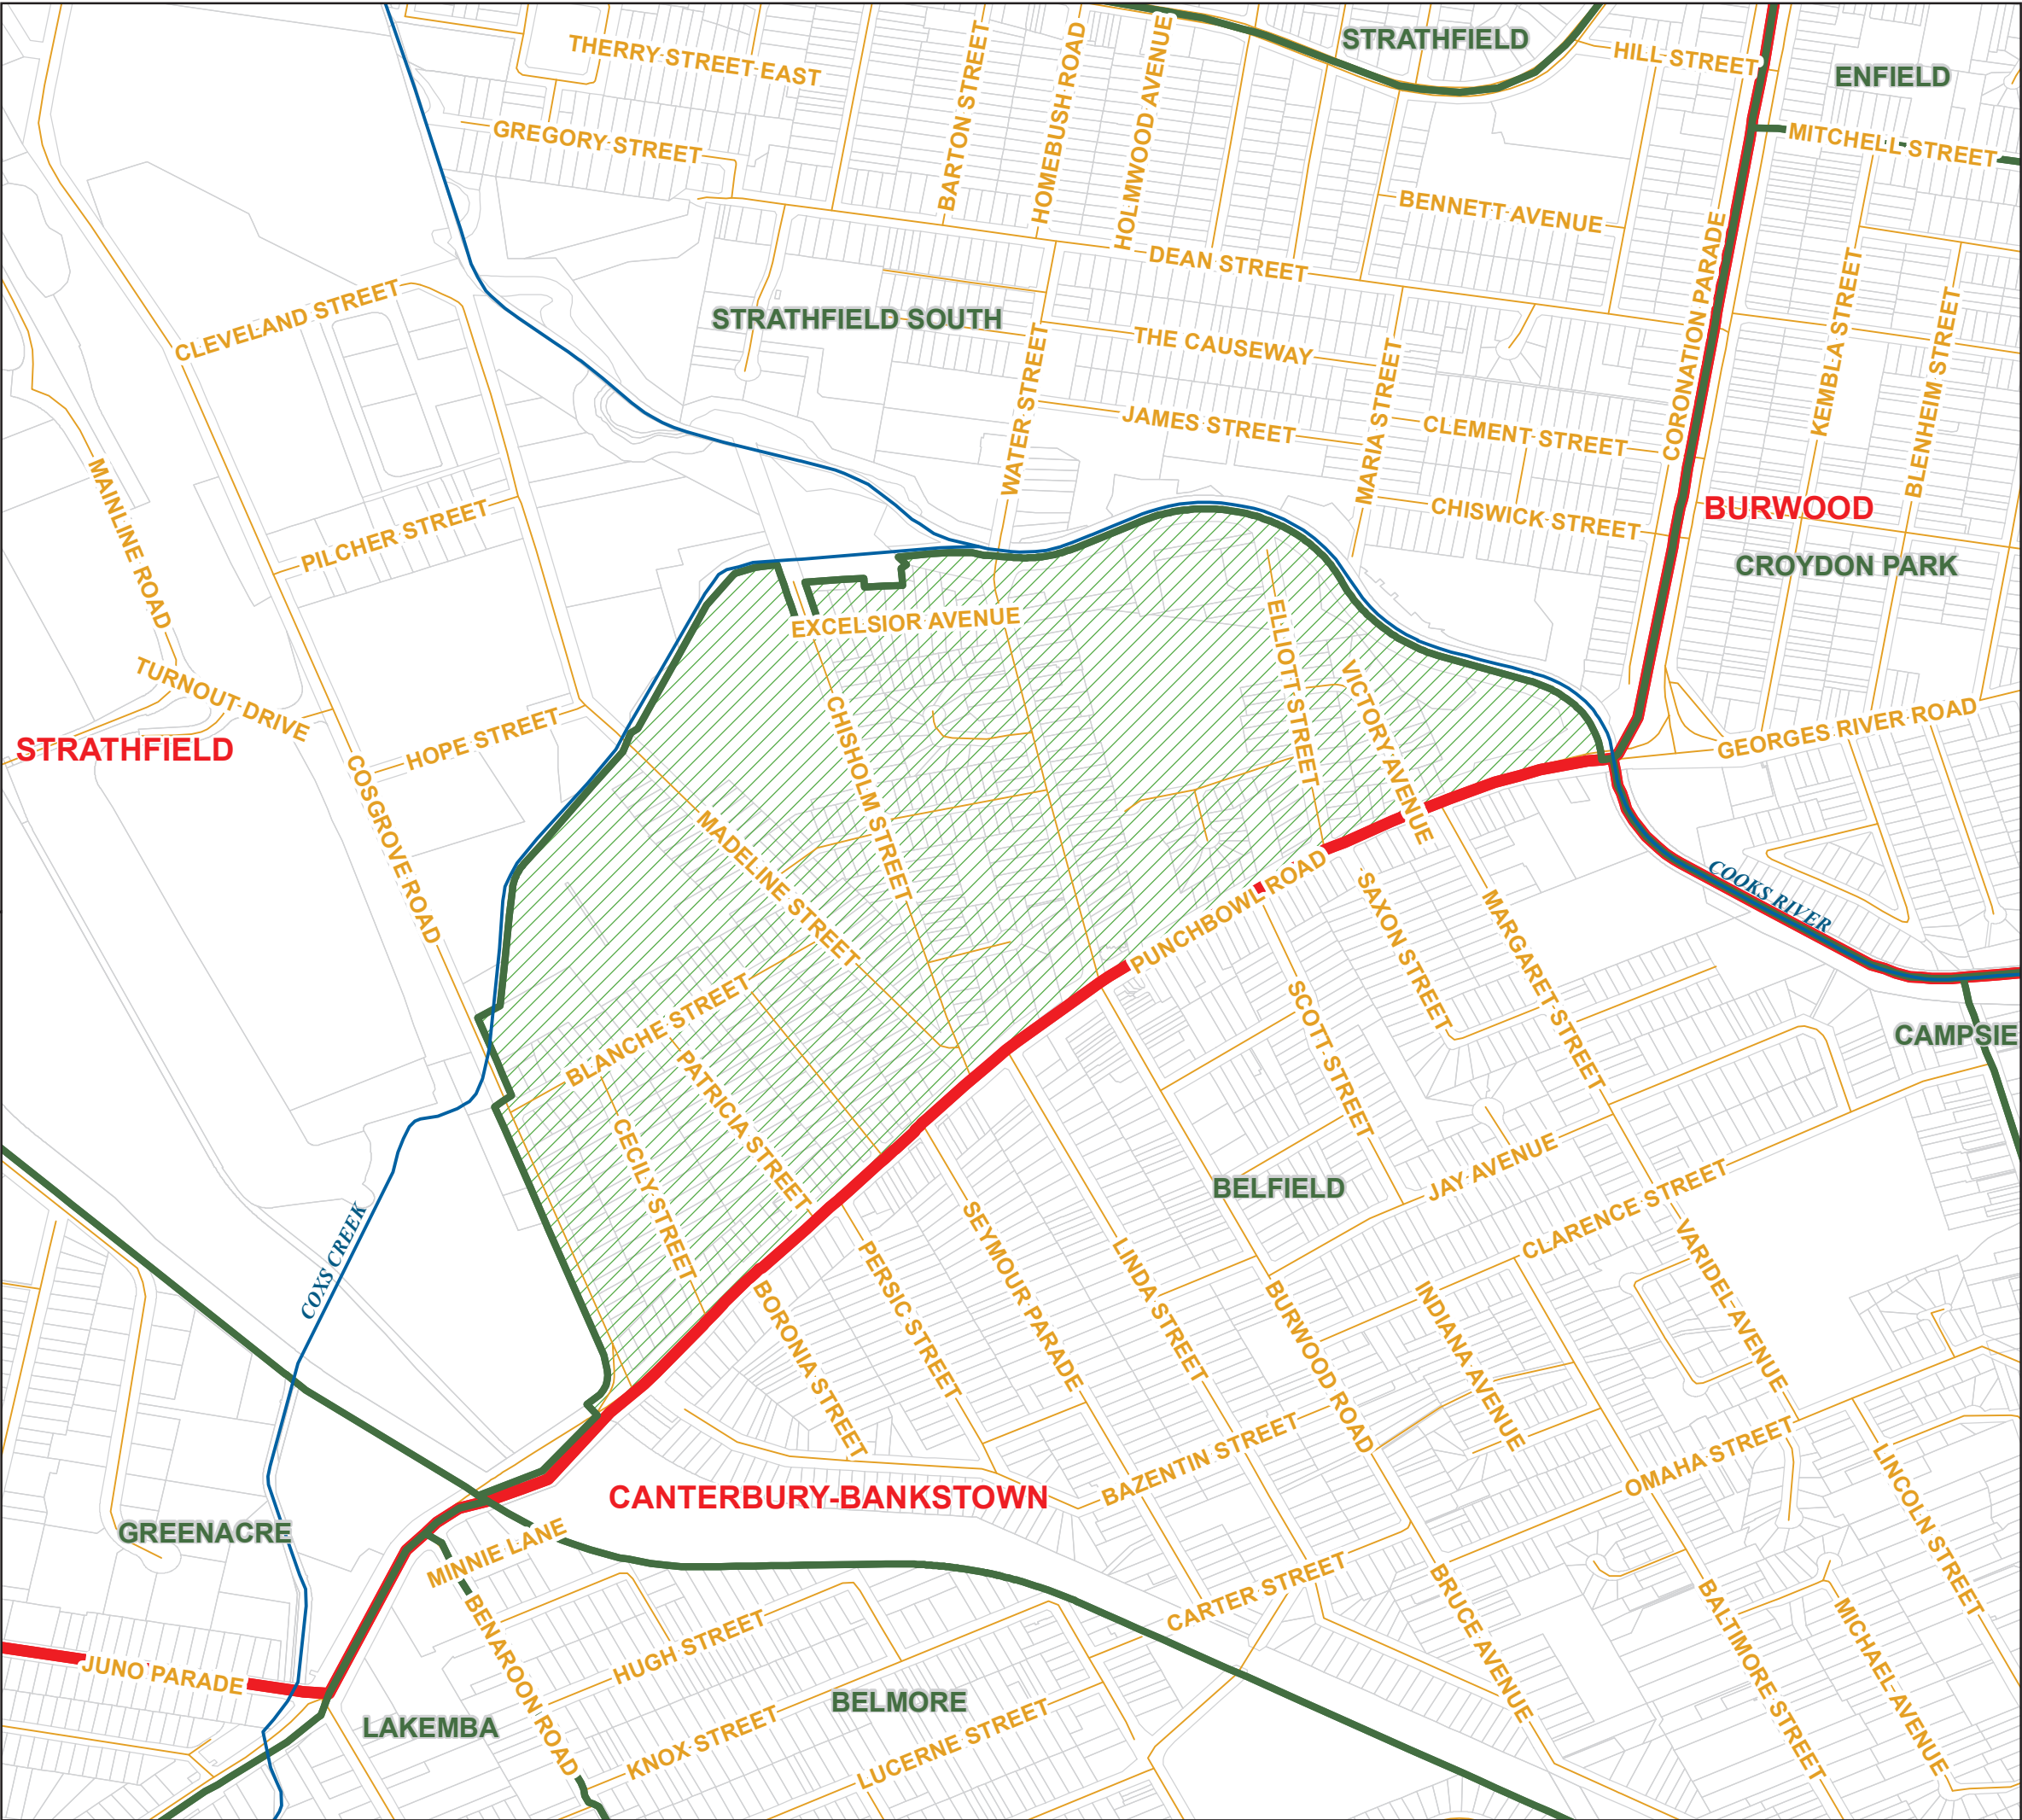 STRATHFIELD
HILL STREET
THERRY STREET EAST
ENFIELD
BARTON STREET
HOMEBUSH ROAD
HOLMWOOD AVENUE
GREGORY STREET
MITCHELL STREET
BENNETT AVENUE
DEAN STREET
CORONATION PARADE
CLEVELAND STREET
STRATHFIELD SOUTH
THE CAUSEWAY
KEMBLA STREET
BLENHEIM STREET
WATER STREET
MARIA STREET
JAMES STREET
CLEMENT STREET
MAINLINE ROAD
PILCHER STREET
CHISWICK STREET
BURWOOD
CROYDON PARK
EXCELSIOR AVENUE
ELLIOTT STREET
VICTORY AVENUE
TURNOUT DRIVE
STRATHFIELD
HOPE STREET
CHISHOLM STREET
GEORGES RIVER ROAD
COSGROVE ROAD
MADELINE STREET
PUNCHBOWL ROAD
SAXON STREET
MARGARET STREET
COOKS RIVER
BLANCHE STREET
SCOTT STREET
CAMPSIE
PATRICIA STREET
CECILY STREET
BELFIELD
JAY AVENUE
CLARENCE STREET
COXS CREEK
SEYMOUR PARADE
PERSIC STREET
LINDA STREET
BORONIA STREET
BURWOOD ROAD
INDIANA AVENUE
VARIDEL AVENUE
BAZENTIN STREET
OMAHA STREET
LINCOLN STREET
CANTERBURY-BANKSTOWN
GREENACRE
MINNIE LANE
CARTER STREET
BRUCE AVENUE
BENAROON ROAD
HUGH STREET
BALTIMORE STREET
MICHAEL AVENUE
JUNO PARADE
LAKEMBA
BELMORE
KNOX STREET
LUCERNE STREET